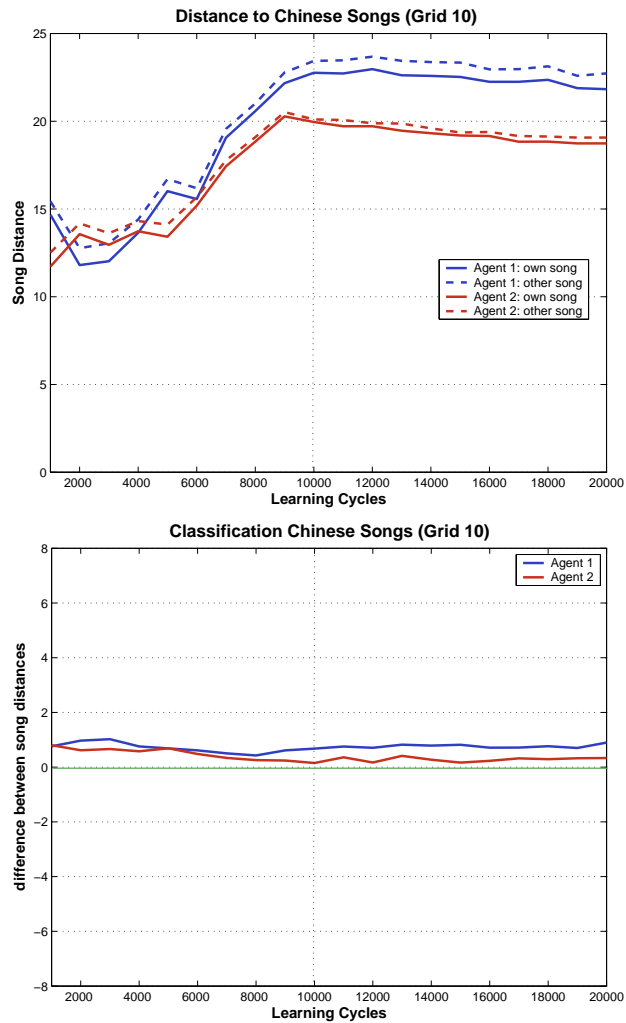 Distance to Chinese Songs (Grid 10)
25
20
15
10
5
0
Song Distance
Agent 1: own song
Agent 1: other song
Agent 2: own song
Agent 2: other song
2000 4000 6000 8000 10000 12000 14000 16000 18000 20000
Learning Cycles
Classification Chinese Songs (Grid 10)
8
6
4
2
0
−2
−4
−6
−8
difference between song distances
Agent 1
Agent 2
2000 4000 6000 8000 10000 12000 14000 16000 18000 20000
Learning Cycles